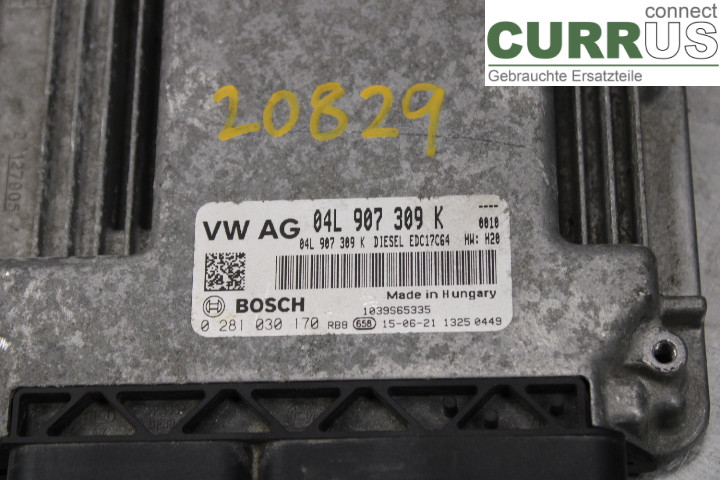 connect
CURRUS
Gebrauchte Ersatzteile
20829
VW AG 04L 907 309 K ----
04L 907 309 K DIESEL EDC17C64 0010
HW: H20
Made in Hungary
BOSCH 1039S65335
0 281 030 170 RBB 658 15-06-21 1325 0449